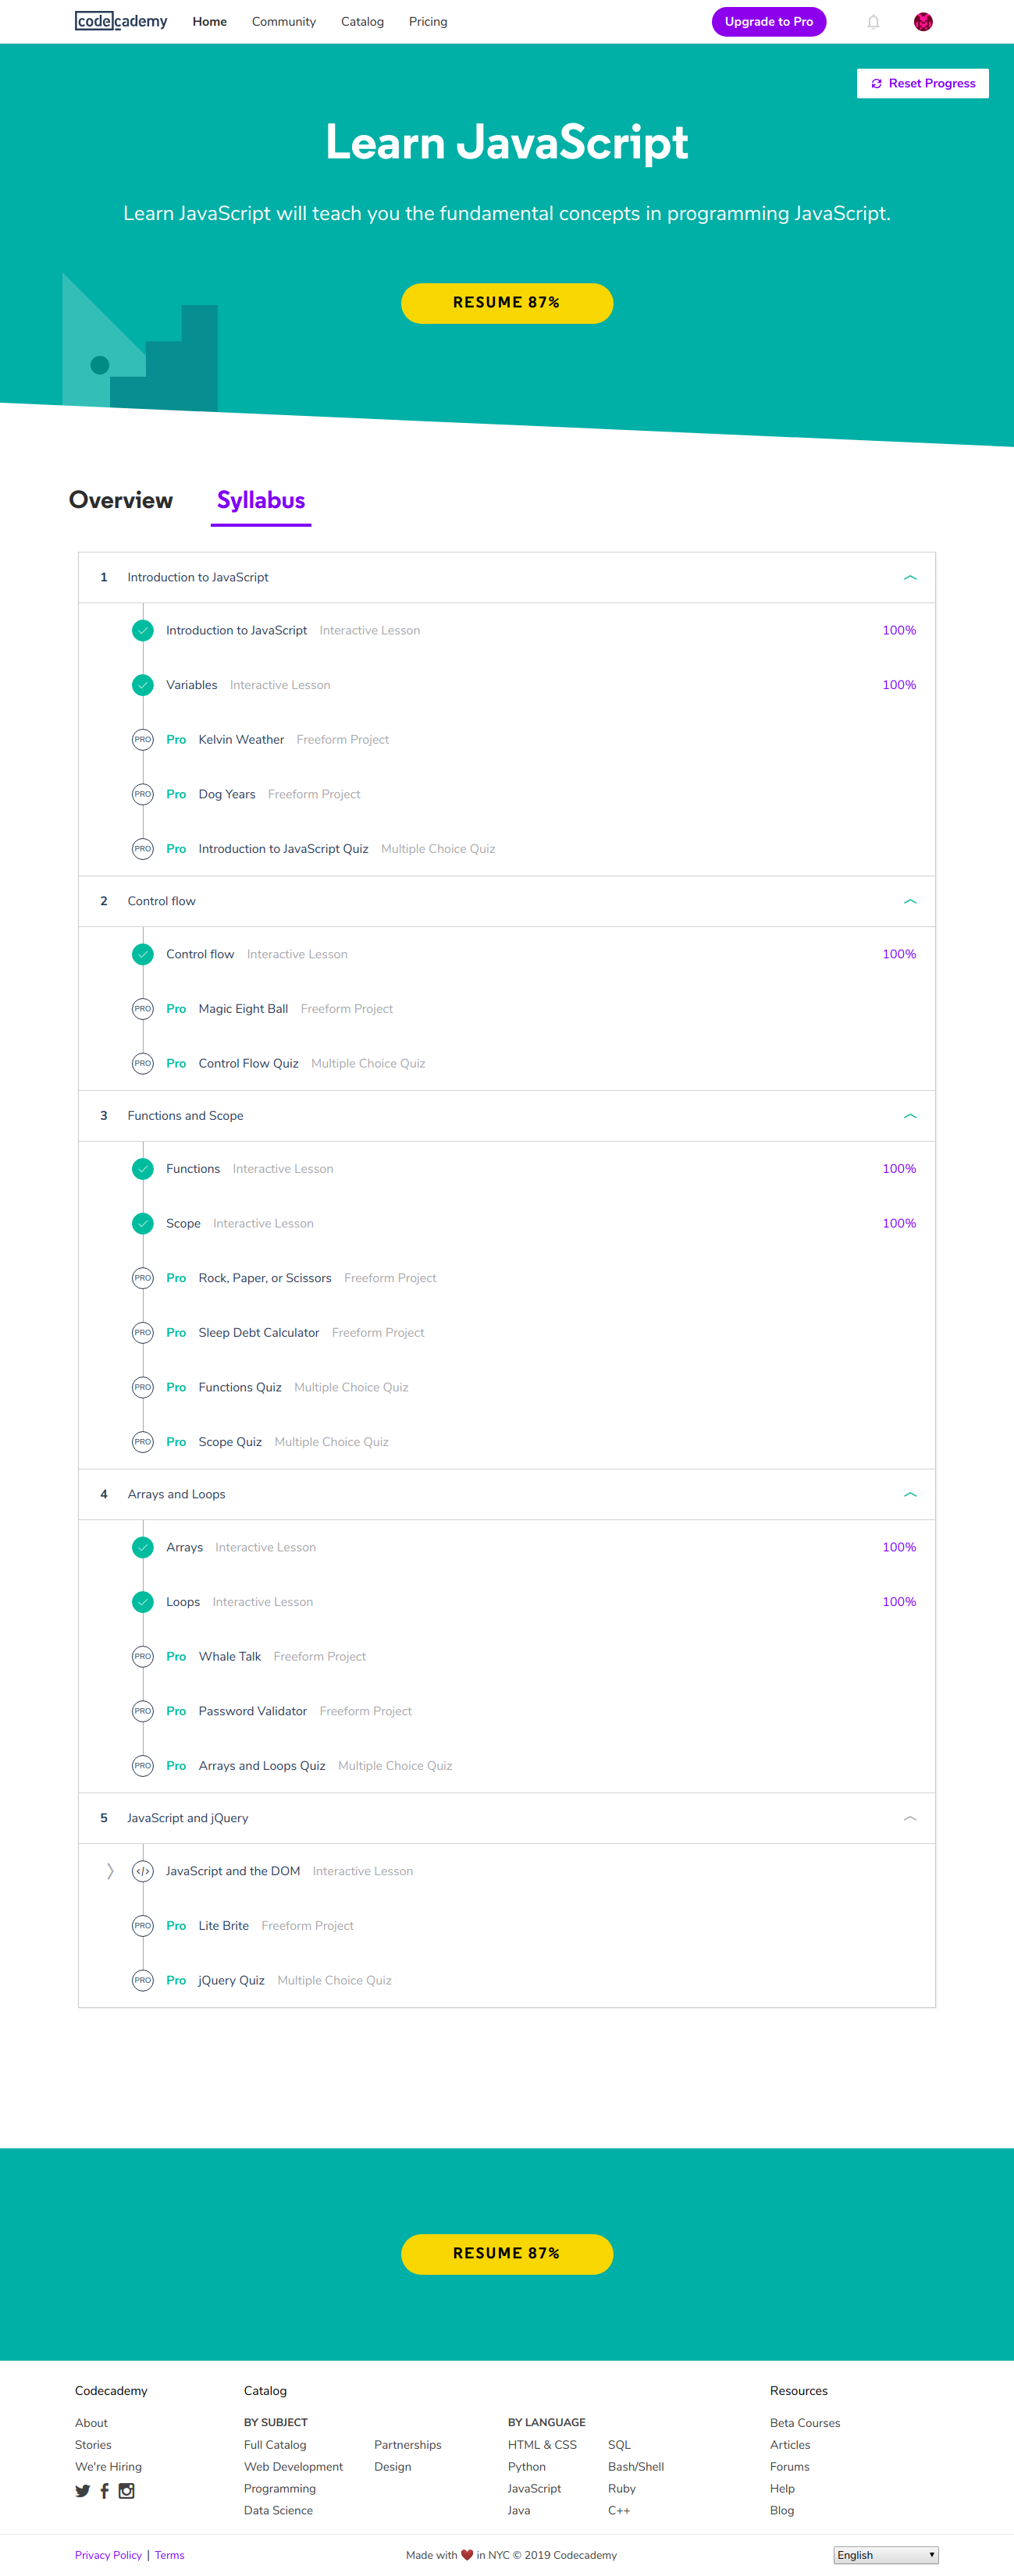 codecademy Home Community Catalog Pricing Upgrade to Pro
Reset Progress
Learn JavaScript
Learn JavaScript will teach you the fundamental concepts in programming JavaScript.
RESUME 87%
Overview Syllabus
1 Introduction to JavaScript
Introduction to JavaScript Interactive Lesson 100%
Variables Interactive Lesson 100%
PRO Pro Kelvin Weather Freeform Project
PRO Pro Dog Years Freeform Project
PRO Pro Introduction to JavaScript Quiz Multiple Choice Quiz
2 Control flow
Control flow Interactive Lesson 100%
PRO Pro Magic Eight Ball Freeform Project
PRO Pro Control Flow Quiz Multiple Choice Quiz
3 Functions and Scope
Functions Interactive Lesson 100%
Scope Interactive Lesson 100%
PRO Pro Rock, Paper, or Scissors Freeform Project
PRO Pro Sleep Debt Calculator Freeform Project
PRO Pro Functions Quiz Multiple Choice Quiz
PRO Pro Scope Quiz Multiple Choice Quiz
4 Arrays and Loops
Arrays Interactive Lesson 100%
Loops Interactive Lesson 100%
PRO Pro Whale Talk Freeform Project
PRO Pro Password Validator Freeform Project
PRO Pro Arrays and Loops Quiz Multiple Choice Quiz
5 JavaScript and jQuery
</> JavaScript and the DOM Interactive Lesson
PRO Pro Lite Brite Freeform Project
PRO Pro jQuery Quiz Multiple Choice Quiz
RESUME 87%
Codecademy Catalog Resources
About BY SUBJECT BY LANGUAGE Beta Courses
Stories Full Catalog Partnerships HTML & CSS SQL Articles
We're Hiring Web Development Design Python Bash/Shell Forums
Programming JavaScript Ruby Help
Data Science Java C++ Blog
Privacy Policy | Terms Made with ❤ in NYC © 2019 Codecademy English